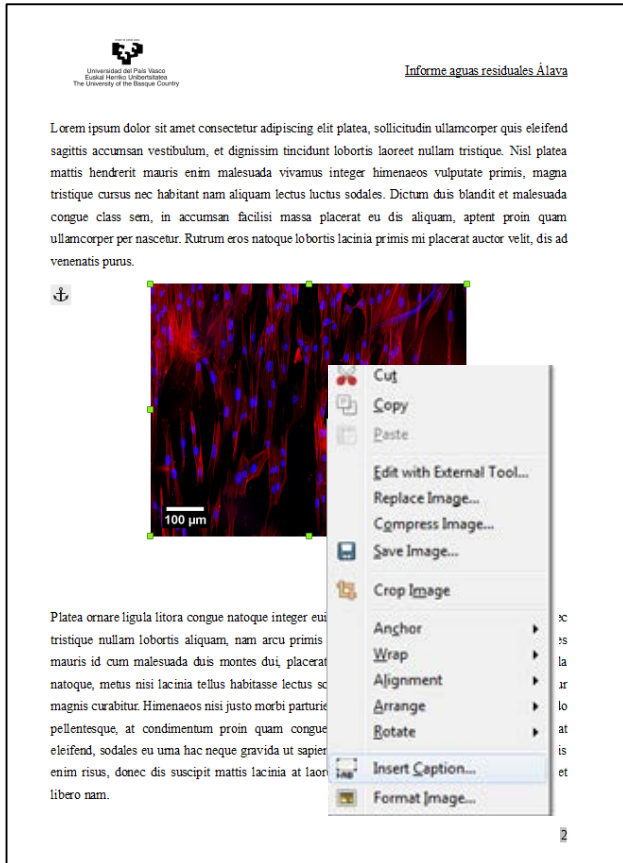 Universidad del País Vasco
Euskal Herriko Unibertsitatea
The University of the Basque Country
Informe aguas residuales Álava
Lorem ipsum dolor sit amet consectetur adipiscing elit platea, sollicitudin ullamcorper quis eleifend
sagittis accumsan vestibulum, et dignissim tincidunt lobortis laoreet nullam tristique. Nisl platea
mattis hendrerit mauris enim malesuada vivamus integer himenaeos vulputate primis, magna
tristique cursus nec habitant nam aliquam lectus luctus sodales. Dictum duis blandit et malesuada
congue class sem, in accumsan facilisi massa placerat eu dis aliquam, aptent proin quam
ullamcorper per nascetur. Rutrum eros natoque lobortis lacinia primis mi placerat auctor velit, dis ad
venenatis purus.
100 µm
Cut
Copy
Paste
Edit with External Tool...
Replace Image...
Compress Image...
Save Image...
Crop Image
Anchor
Wrap
Alignment
Arrange
Rotate
Insert Caption...
Format Image...
Platea ornare ligula litora congue natoque integer eui
tristique nullam lobortis aliquam, nam arcu primis es
mauris id cum malesuada duis montes dui, placerat la
natoque, metus nisi lacinia tellus habitasse lectus sc ur
magnis curabitur. Himenaeos nisi justo morbi parturie lo
pellentesque, at condimentum proin quam congue at
eleifend, sodales eu urna hac neque gravida ut sapier is
enim risus, donec dis suscipit mattis lacinia at laor et
libero nam.
2